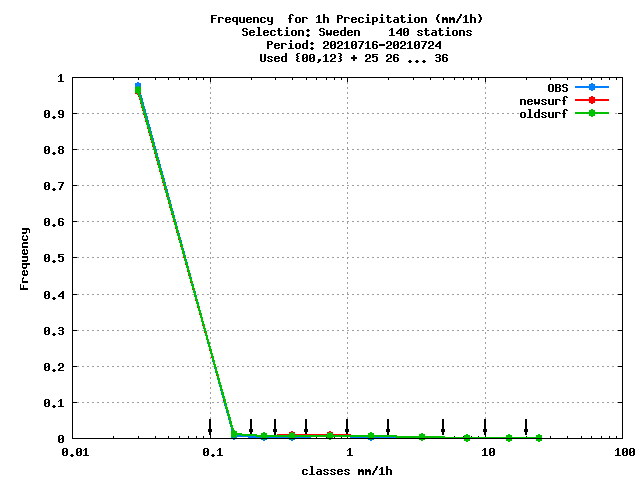 Frequency  for 1h Precipitation (mm/1h)
Selection: Sweden    140 stations
Period: 20210716-20210724
Used {00,12} + 25 26 ... 36
OBS
newsurf
oldsurf
1
0.9
0.8
0.7
0.6
0.5
0.4
0.3
0.2
0.1
0
Frequency
0.01 0.1 1 10 100
classes mm/1h